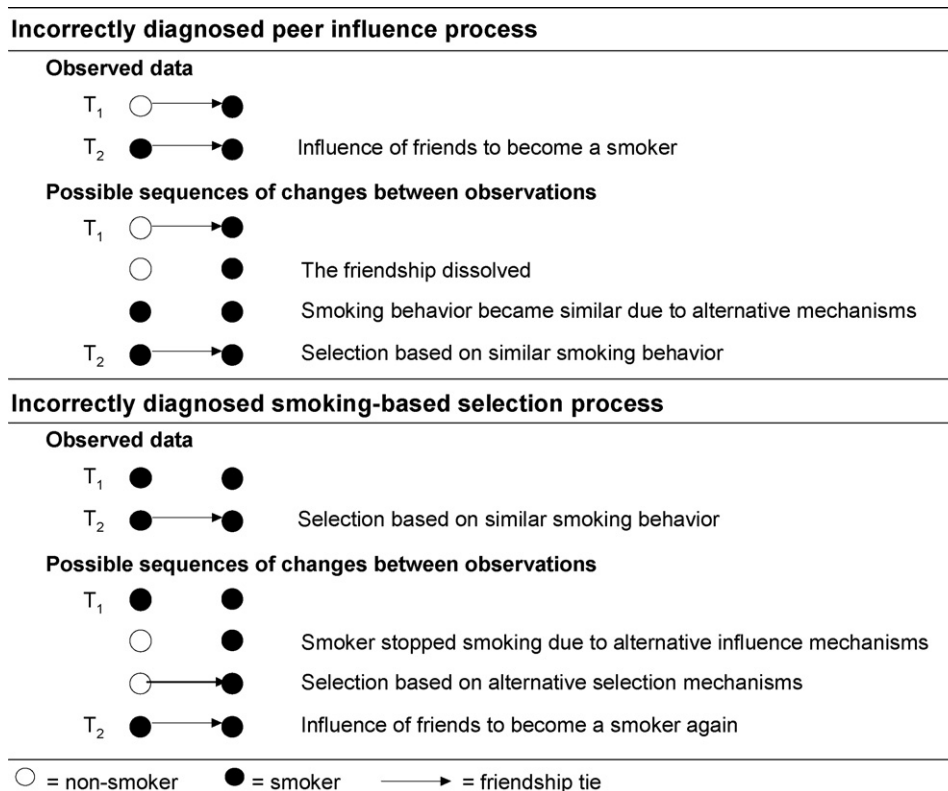 Incorrectly diagnosed peer influence process
Observed data
T1
T2 Influence of friends to become a smoker
Possible sequences of changes between observations
T1
The friendship dissolved
Smoking behavior became similar due to alternative mechanisms
T2 Selection based on similar smoking behavior
Incorrectly diagnosed smoking-based selection process
Observed data
T1
T2 Selection based on similar smoking behavior
Possible sequences of changes between observations
T1
Smoker stopped smoking due to alternative influence mechanisms
Selection based on alternative selection mechanisms
T2 Influence of friends to become a smoker again
= non-smoker = smoker = friendship tie